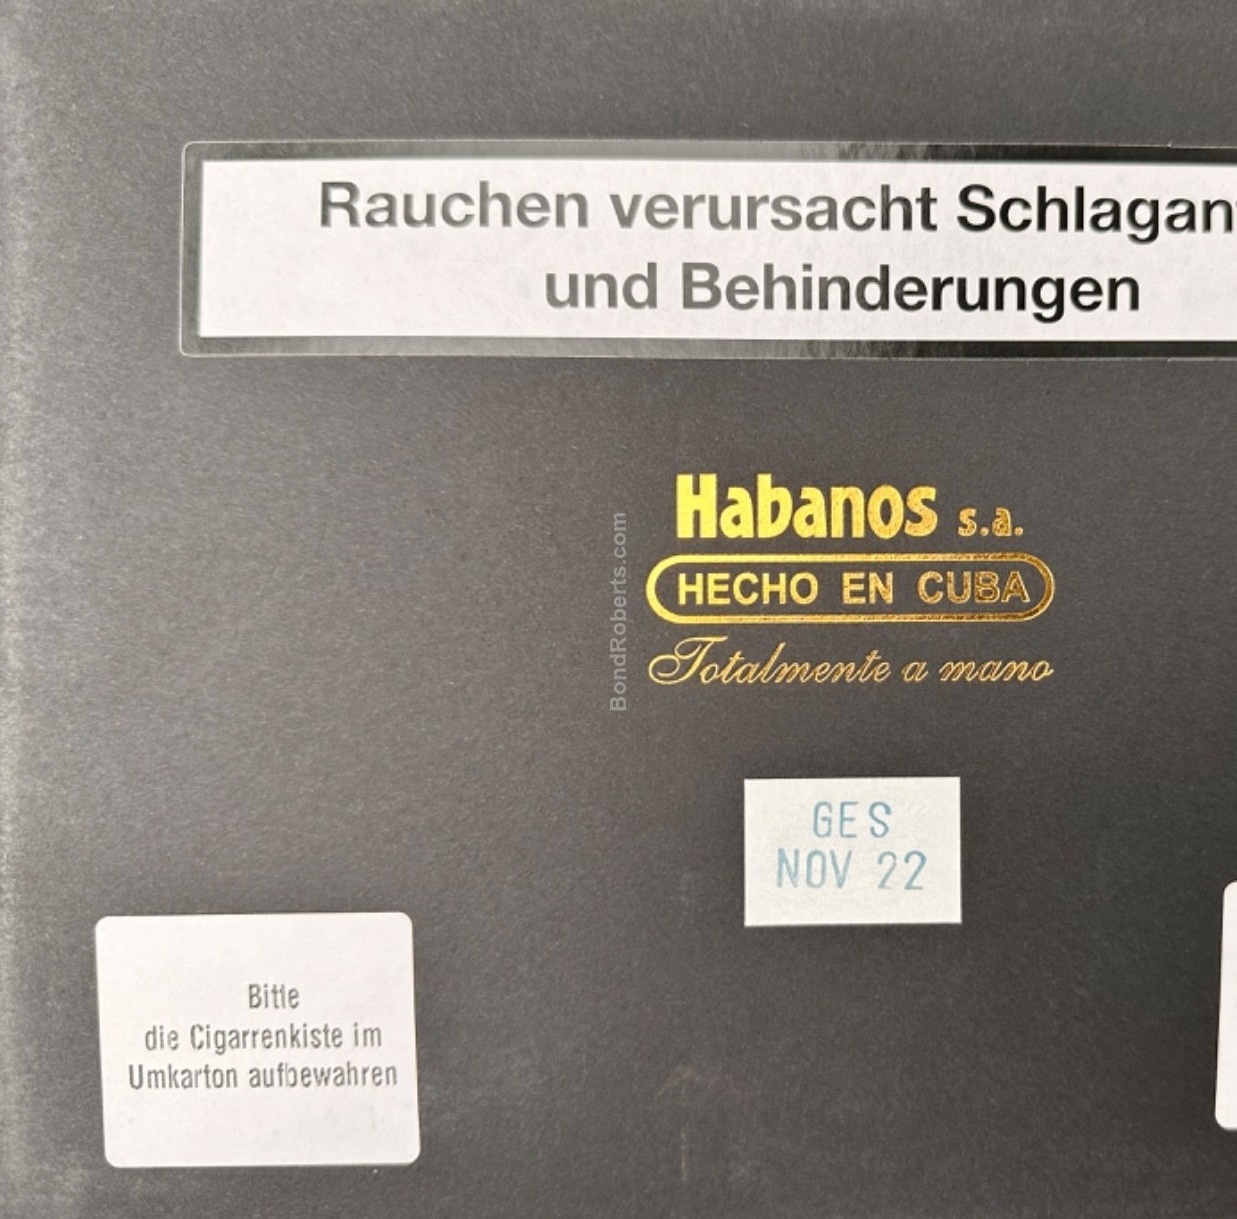 Rauchen verursacht Schlagan
und Behinderungen
Habanos s.a.
HECHO EN CUBA
Totalmente a mano
BondRoberts.com
GES
NOV 22
Bitte
die Cigarrenkiste im
Umkarton aufbewahren